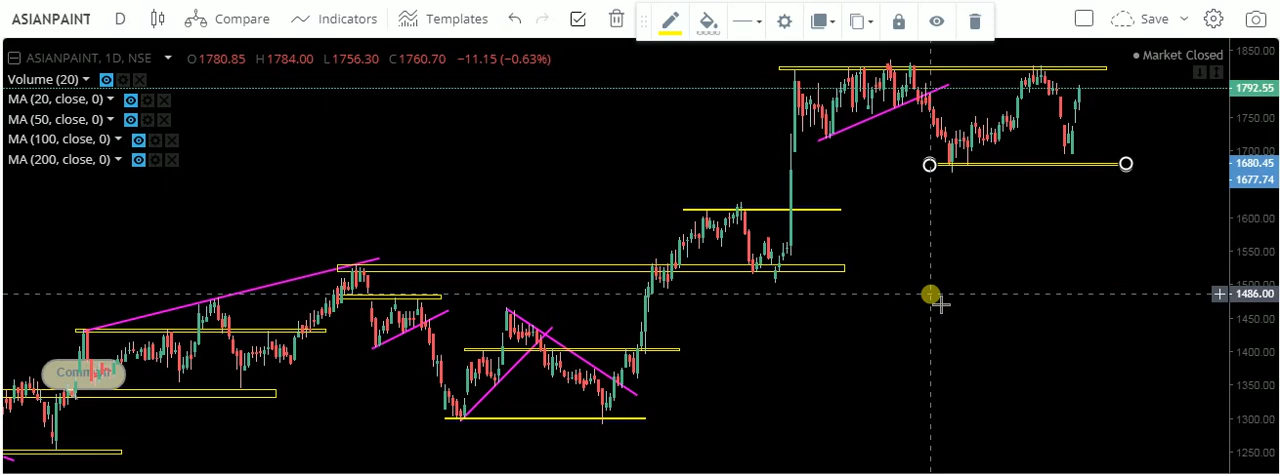 ASIANPAINT D Compare Indicators Templates Save
ASIANPAINT, 1D, NSE O 1780.85 H 1784.00 L 1756.30 C 1760.70 −11.15 (−0.63%)
Market Closed
Volume (20)
MA (20, close, 0)
MA (50, close, 0)
MA (100, close, 0)
MA (200, close, 0)
1850.00
1792.55
1750.00
1700.00
1680.45
1677.74
1600.00
1550.00
1500.00
1486.00
1450.00
1400.00
1350.00
1300.00